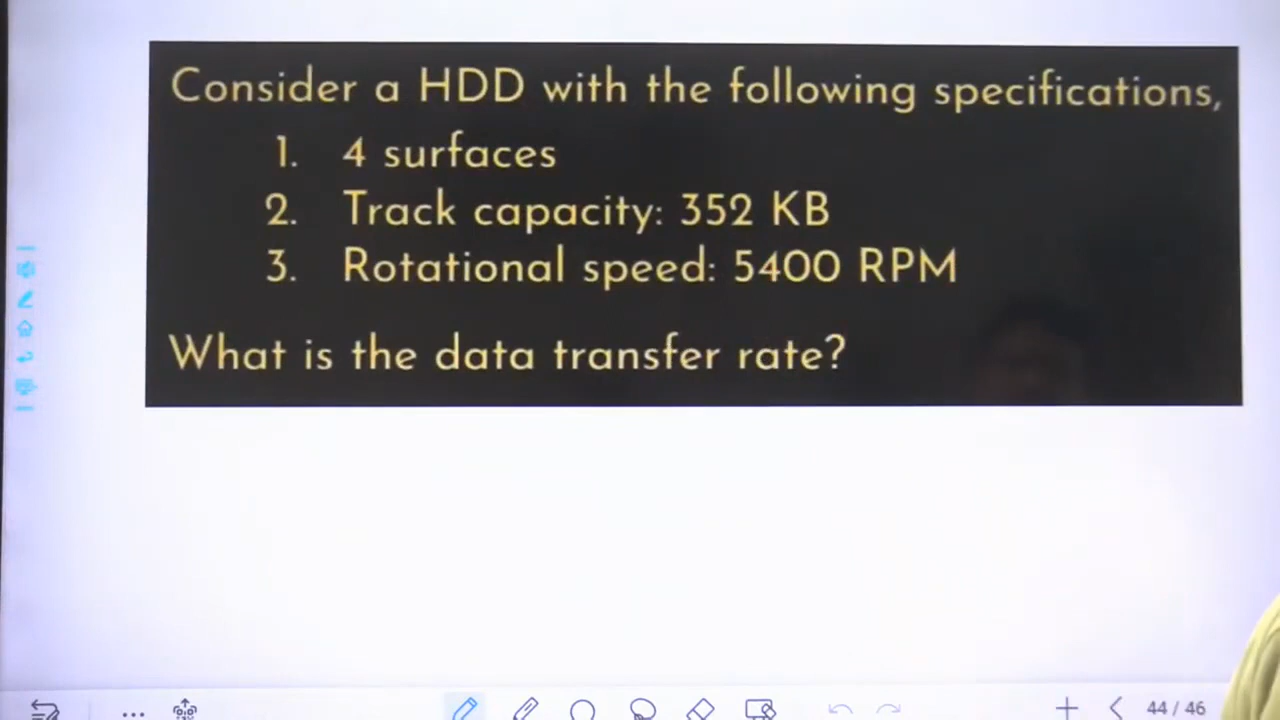 Consider a HDD with the following specifications,
1. 4 surfaces
2. Track capacity: 352 KB
3. Rotational speed: 5400 RPM
What is the data transfer rate?
44 / 46